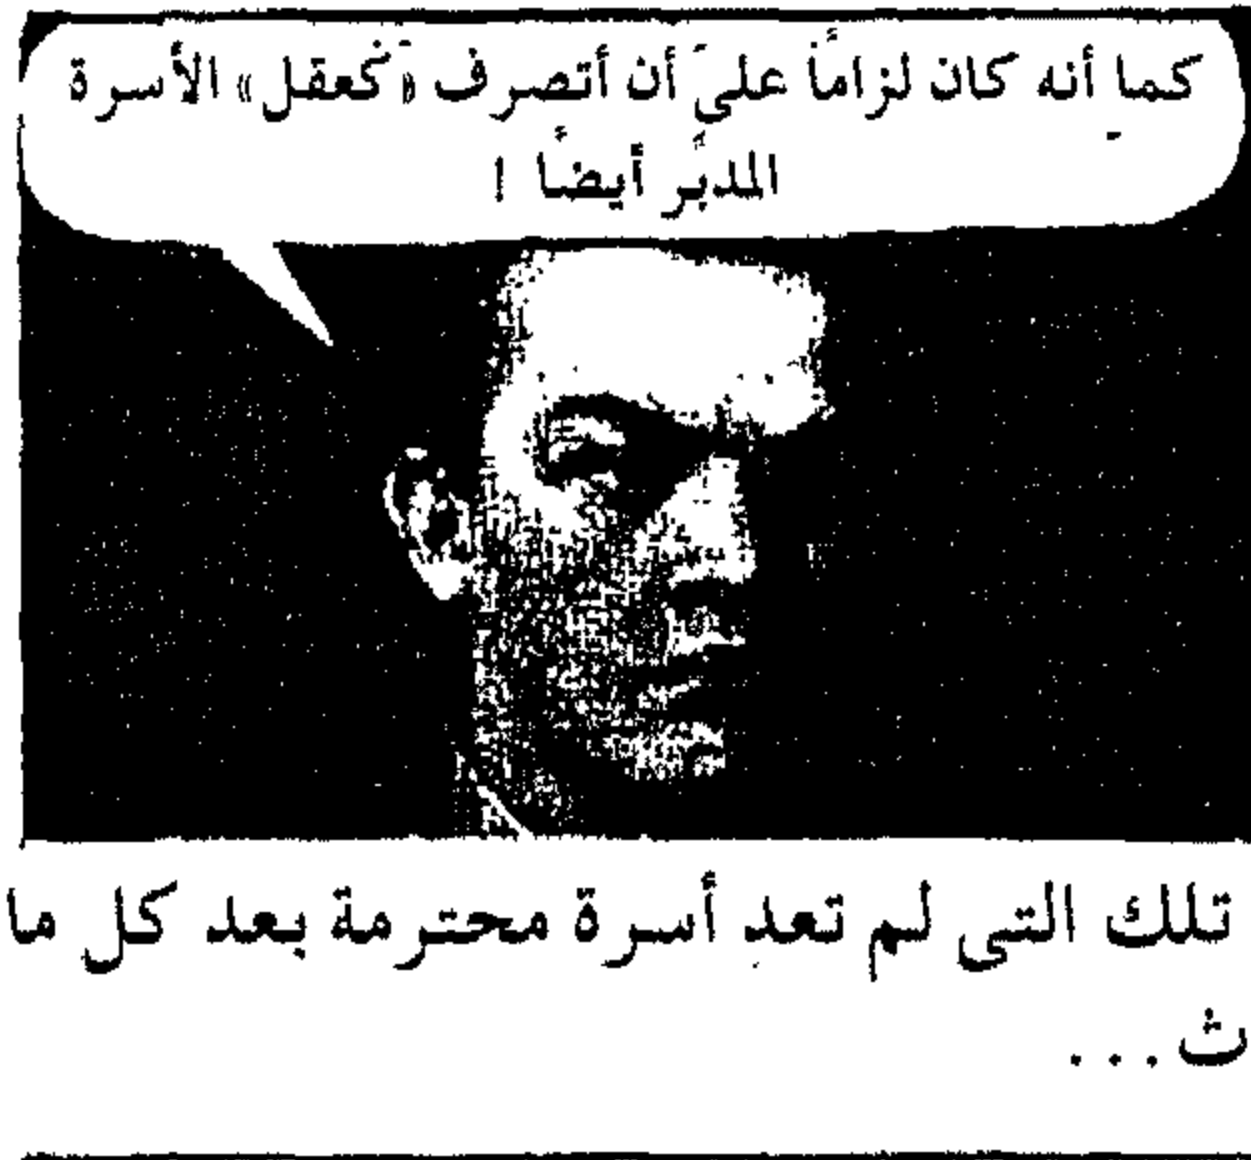 كما أنه كان لزاماً عليّ أن أتصرف «كعقل» الأسرة
المدبّر أيضاً !
تلك التى لم تعد أسرة محترمة بعد كل ما
ث ...